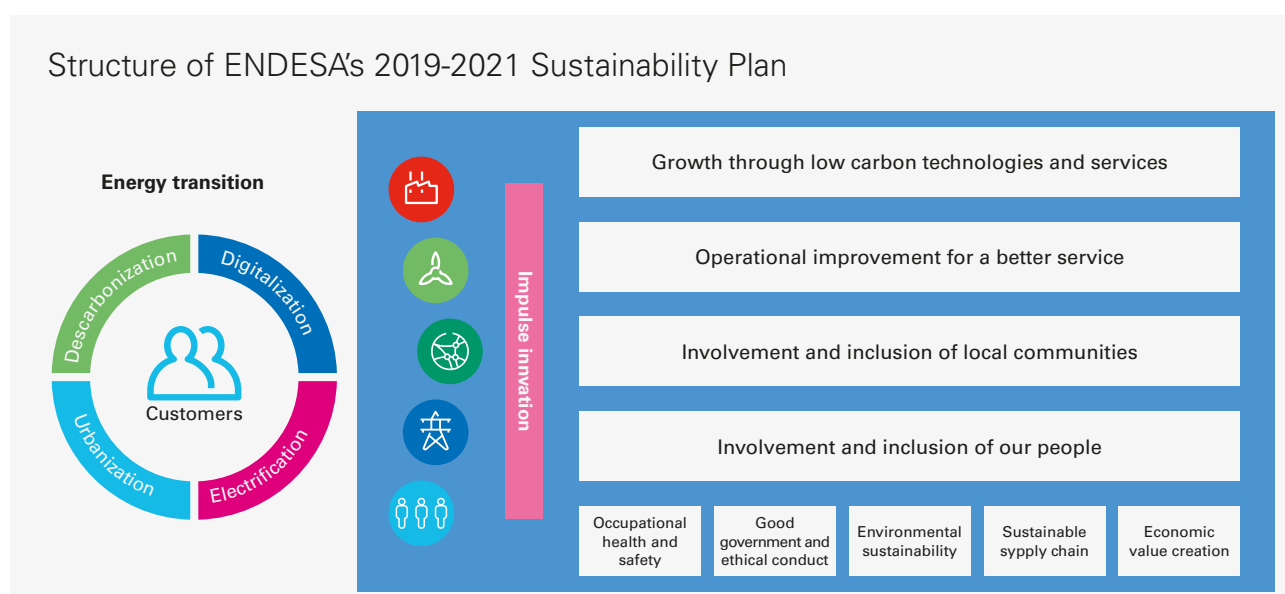 Structure of ENDESA's 2019-2021 Sustainability Plan
Energy transition
Descarbonization
Digitalization
Urbanization
Electrification
Customers
Impulse innvation
Growth through low carbon technologies and services
Operational improvement for a better service
Involvement and inclusion of local communities
Involvement and inclusion of our people
Occupational
health and
safety
Good
government and
ethical conduct
Environmental
sustainability
Sustainable
sypply chain
Economic
value creation